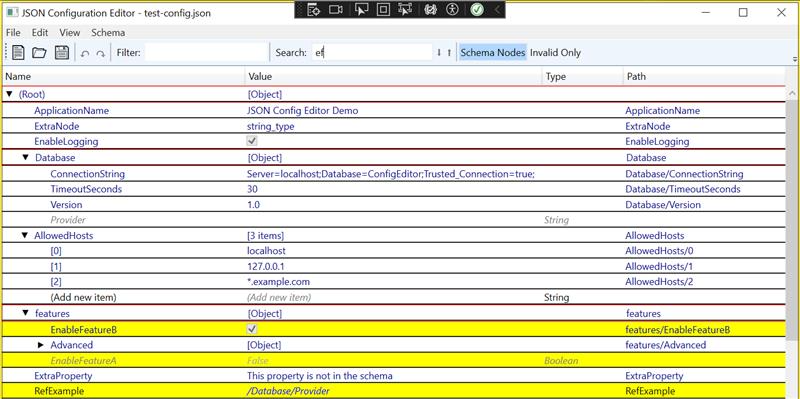 JSON Configuration Editor - test-config.json
File Edit View Schema
Filter: Search: ef Schema Nodes Invalid Only
Name Value Type Path
(Root) [Object]
ApplicationName JSON Config Editor Demo ApplicationName
ExtraNode string_type ExtraNode
EnableLogging EnableLogging
Database [Object] Database
ConnectionString Server=localhost;Database=ConfigEditor;Trusted_Connection=true; Database/ConnectionString
TimeoutSeconds 30 Database/TimeoutSeconds
Version 1.0 Database/Version
Provider String
AllowedHosts [3 items] AllowedHosts
[0] localhost AllowedHosts/0
[1] 127.0.0.1 AllowedHosts/1
[2] *.example.com AllowedHosts/2
(Add new item) (Add new item) String
features [Object] features
EnableFeatureB features/EnableFeatureB
Advanced [Object] features/Advanced
EnableFeatureA False Boolean
ExtraProperty This property is not in the schema ExtraProperty
RefExample /Database/Provider RefExample